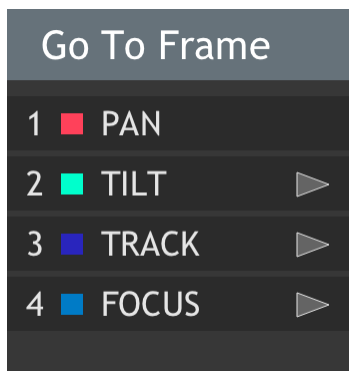 Go To Frame
1 PAN
2 TILT
3 TRACK
4 FOCUS